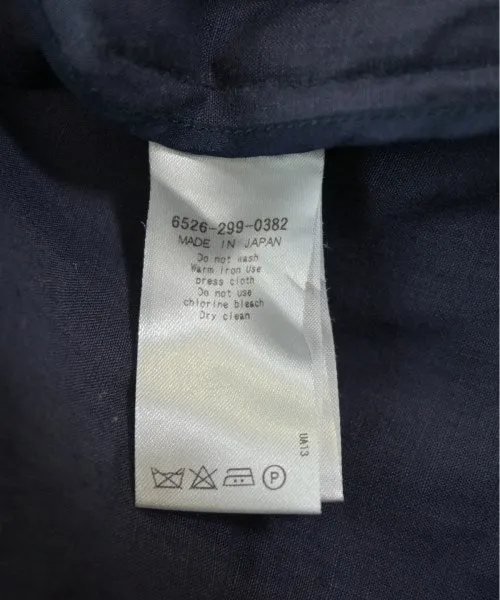 6526-299-0382
MADE IN JAPAN
Do not wash
Warm iron use
press cloth
Do not use
chlorine bleach
Dry clean
UA13
P